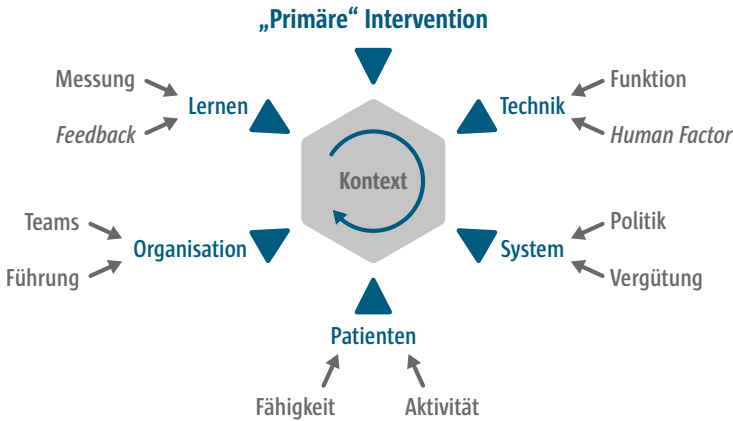 „Primäre“ Intervention
Messung
Funktion
Lernen
Technik
Feedback
Human Factor
Kontext
Teams
Politik
Organisation
System
Führung
Vergütung
Patienten
Fähigkeit
Aktivität